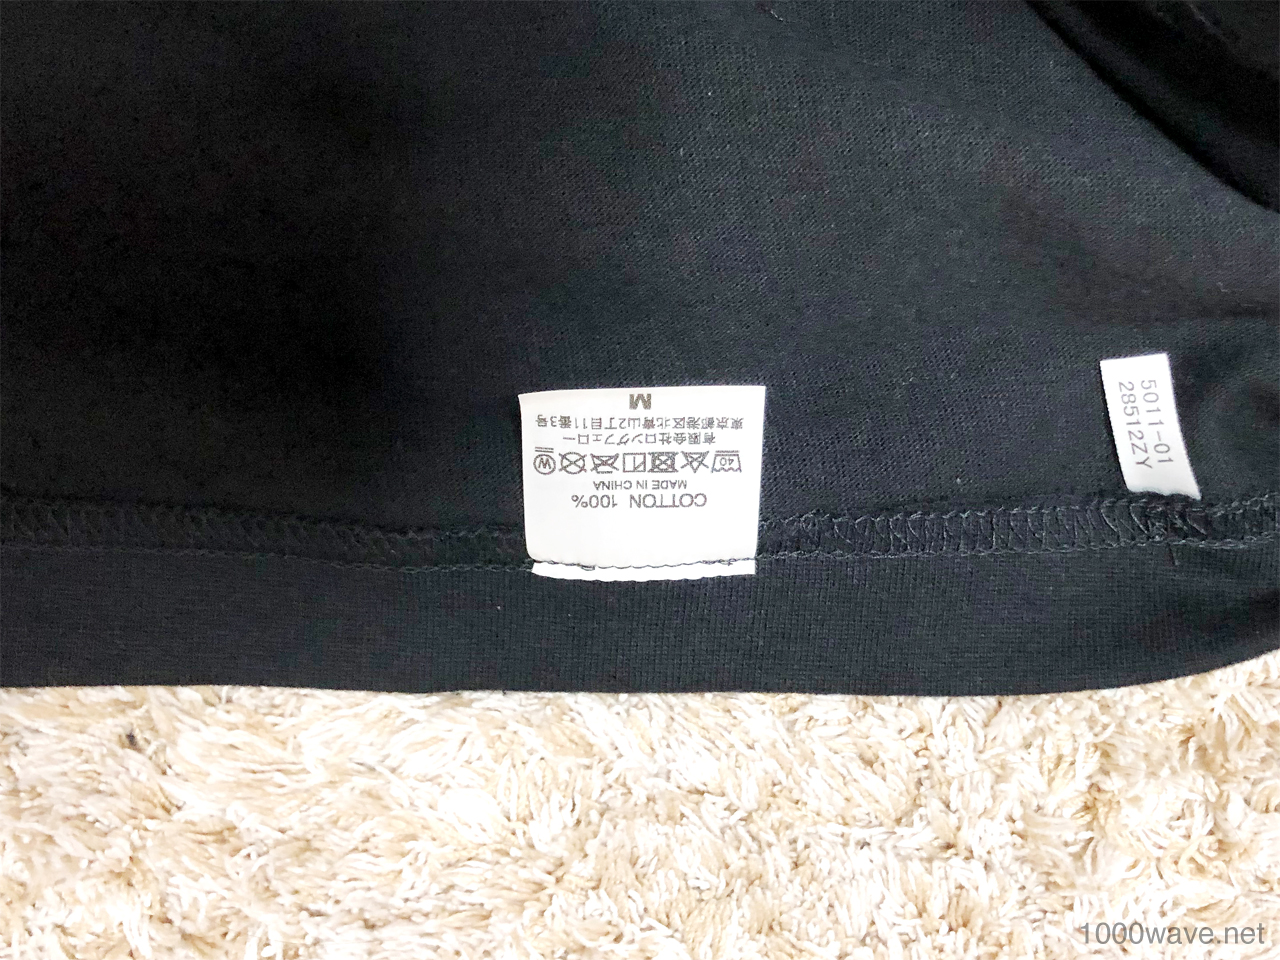 COTTON 100%
MADE IN CHINA
40
W
有限会社ロングフェロー
東京都港区北青山2丁目11番3号
M
5011-01
28512ZY
1000wave.net